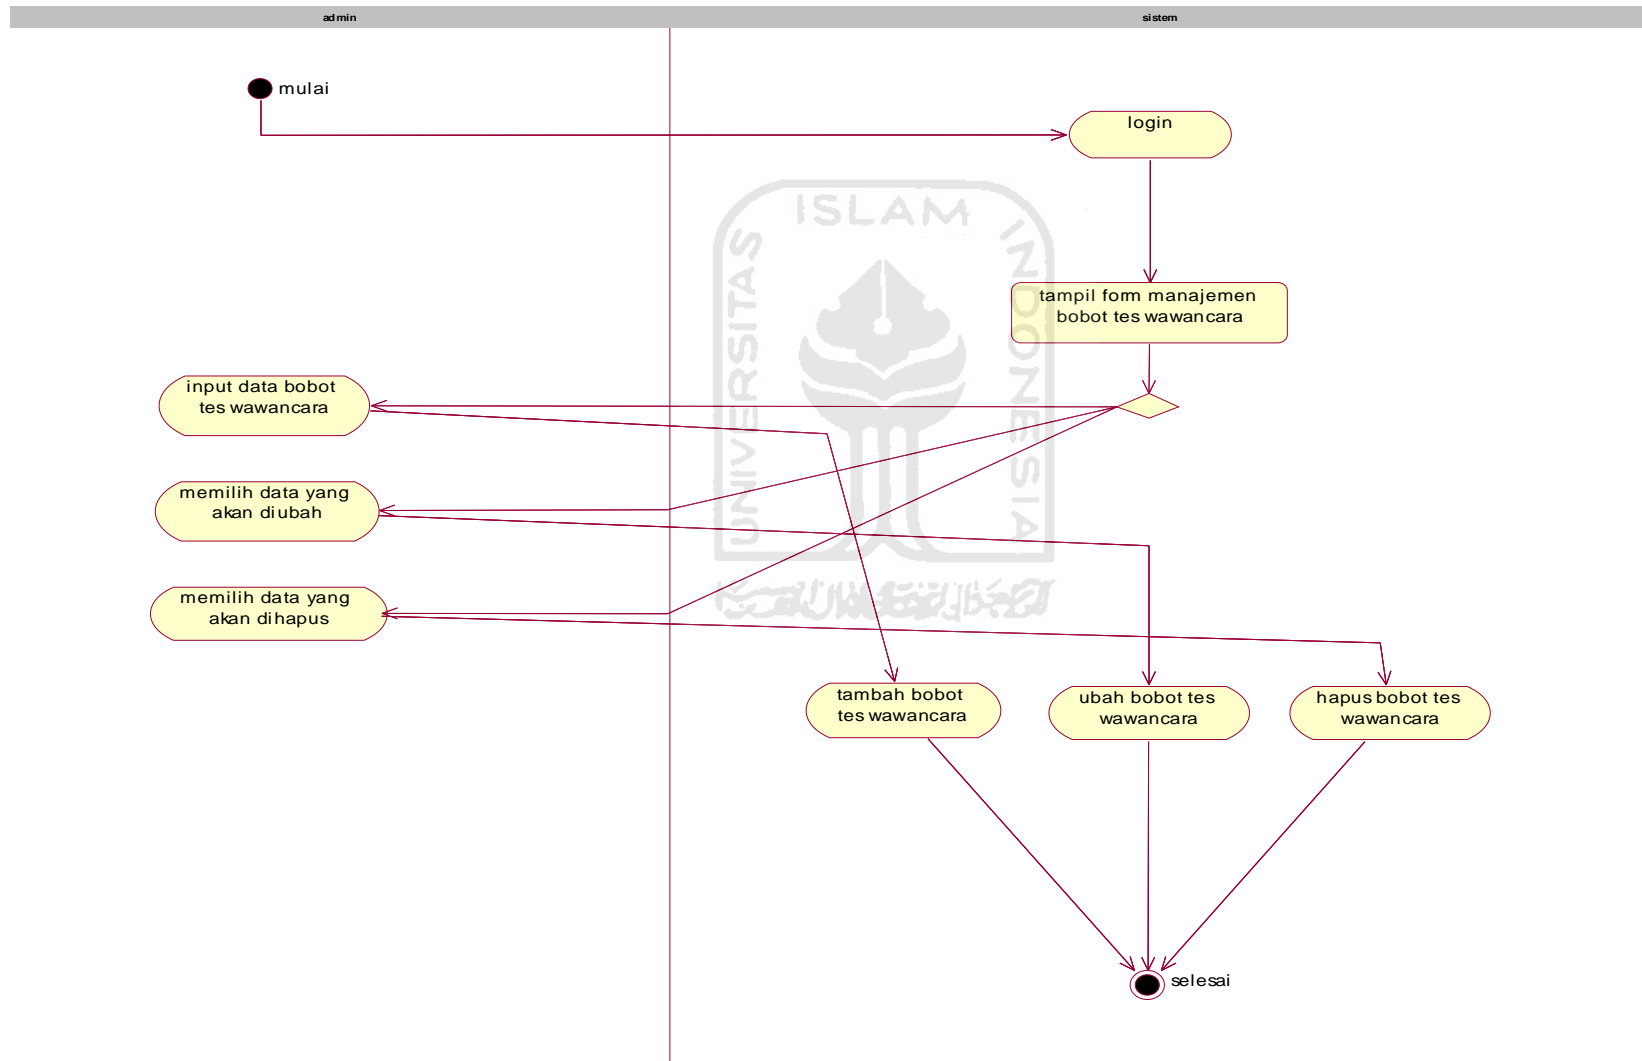 admin
sistem
mulai
login
ISLAM
UNIVERSITAS
INDONESIA
tampil form manajemen
bobot tes wawancara
input data bobot
tes wawancara
memilih data yang
akan diubah
memilih data yang
akan dihapus
tambah bobot
tes wawancara
ubah bobot tes
wawancara
hapus bobot tes
wawancara
selesai